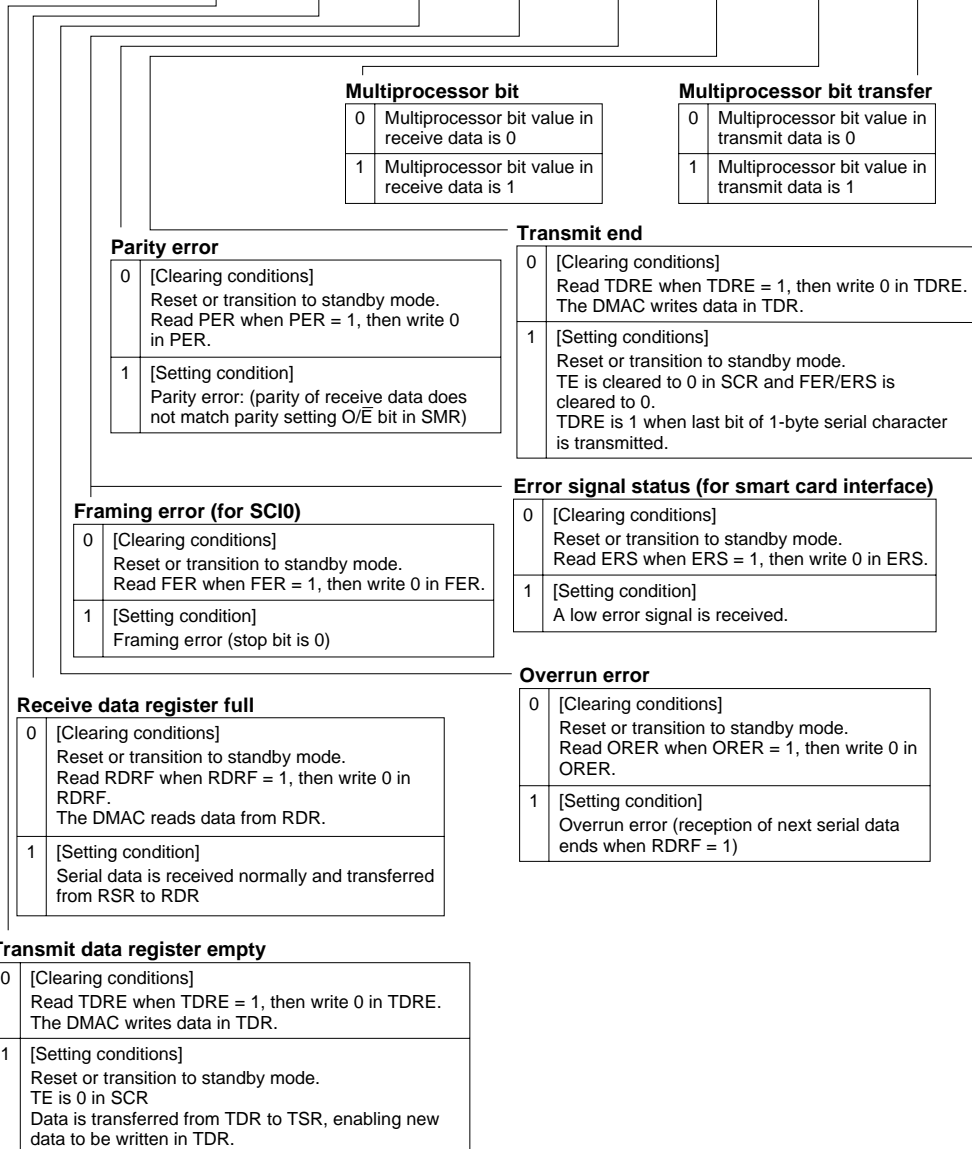 Multiprocessor bit
0 Multiprocessor bit value in
receive data is 0
1 Multiprocessor bit value in
receive data is 1
Multiprocessor bit transfer
0 Multiprocessor bit value in
transmit data is 0
1 Multiprocessor bit value in
transmit data is 1
Parity error
0 [Clearing conditions]
Reset or transition to standby mode.
Read PER when PER = 1, then write 0
in PER.
1 [Setting condition]
Parity error: (parity of receive data does
not match parity setting O/E̅ bit in SMR)
Transmit end
0 [Clearing conditions]
Read TDRE when TDRE = 1, then write 0 in TDRE.
The DMAC writes data in TDR.
1 [Setting conditions]
Reset or transition to standby mode.
TE is cleared to 0 in SCR and FER/ERS is
cleared to 0.
TDRE is 1 when last bit of 1-byte serial character
is transmitted.
Framing error (for SCI0)
0 [Clearing conditions]
Reset or transition to standby mode.
Read FER when FER = 1, then write 0 in FER.
1 [Setting condition]
Framing error (stop bit is 0)
Error signal status (for smart card interface)
0 [Clearing conditions]
Reset or transition to standby mode.
Read ERS when ERS = 1, then write 0 in ERS.
1 [Setting condition]
A low error signal is received.
Receive data register full
0 [Clearing conditions]
Reset or transition to standby mode.
Read RDRF when RDRF = 1, then write 0 in
RDRF.
The DMAC reads data from RDR.
1 [Setting condition]
Serial data is received normally and transferred
from RSR to RDR
Overrun error
0 [Clearing conditions]
Reset or transition to standby mode.
Read ORER when ORER = 1, then write 0 in
ORER.
1 [Setting condition]
Overrun error (reception of next serial data
ends when RDRF = 1)
Transmit data register empty
0 [Clearing conditions]
Read TDRE when TDRE = 1, then write 0 in TDRE.
The DMAC writes data in TDR.
1 [Setting conditions]
Reset or transition to standby mode.
TE is 0 in SCR
Data is transferred from TDR to TSR, enabling new
data to be written in TDR.